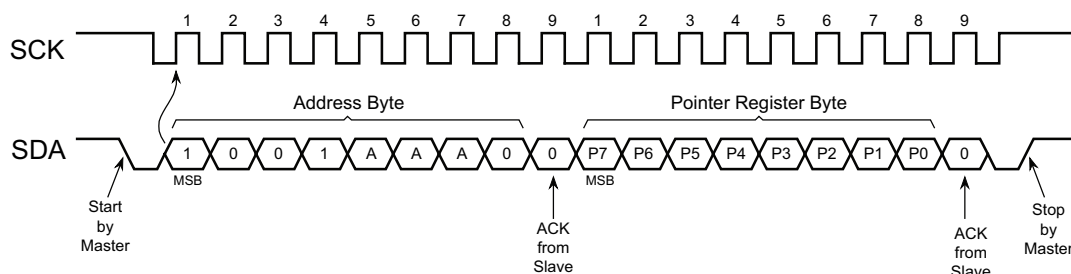 1 2 3 4 5 6 7 8 9 1 2 3 4 5 6 7 8 9
SCK
Address Byte
Pointer Register Byte
SDA
1 0 0 1 A A A 0 0 P7 P6 P5 P4 P3 P2 P1 P0 0
MSB
MSB
Start
by
Master
ACK
from
Slave
ACK
from
Slave
Stop
by
Master